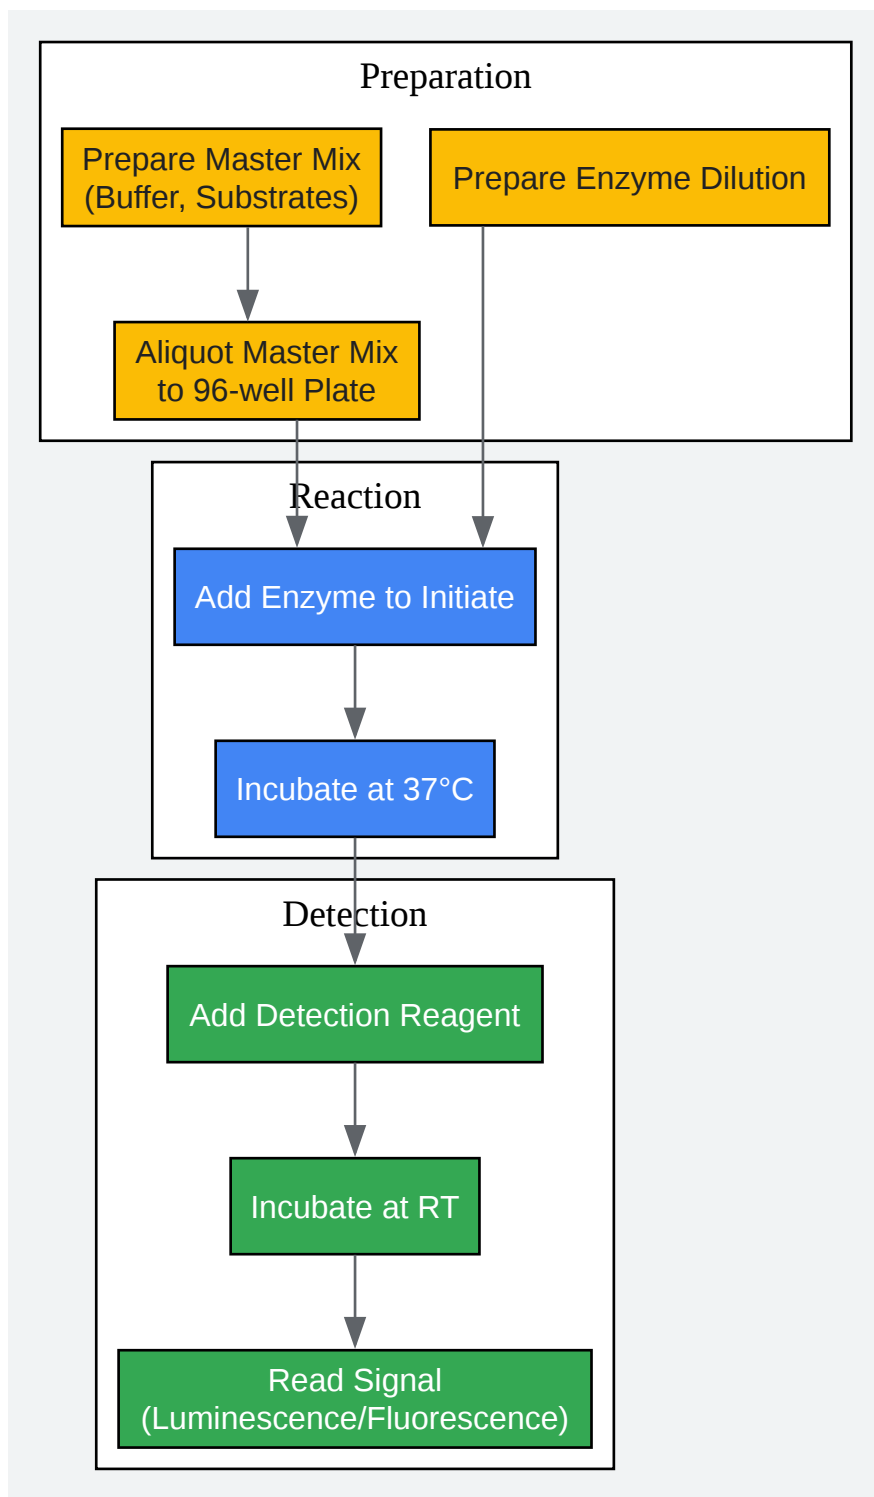 Preparation
Prepare Master Mix
(Buffer, Substrates)
Prepare Enzyme Dilution
Aliquot Master Mix
to 96-well Plate
Reaction
Add Enzyme to Initiate
Incubate at 37°C
Detection
Add Detection Reagent
Incubate at RT
Read Signal
(Luminescence/Fluorescence)